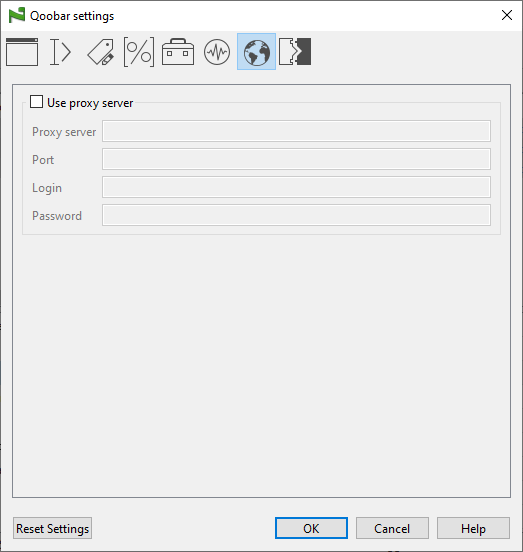 Qoobar settings
Use proxy server
Proxy server
Port
Login
Password
Reset Settings
OK
Cancel
Help